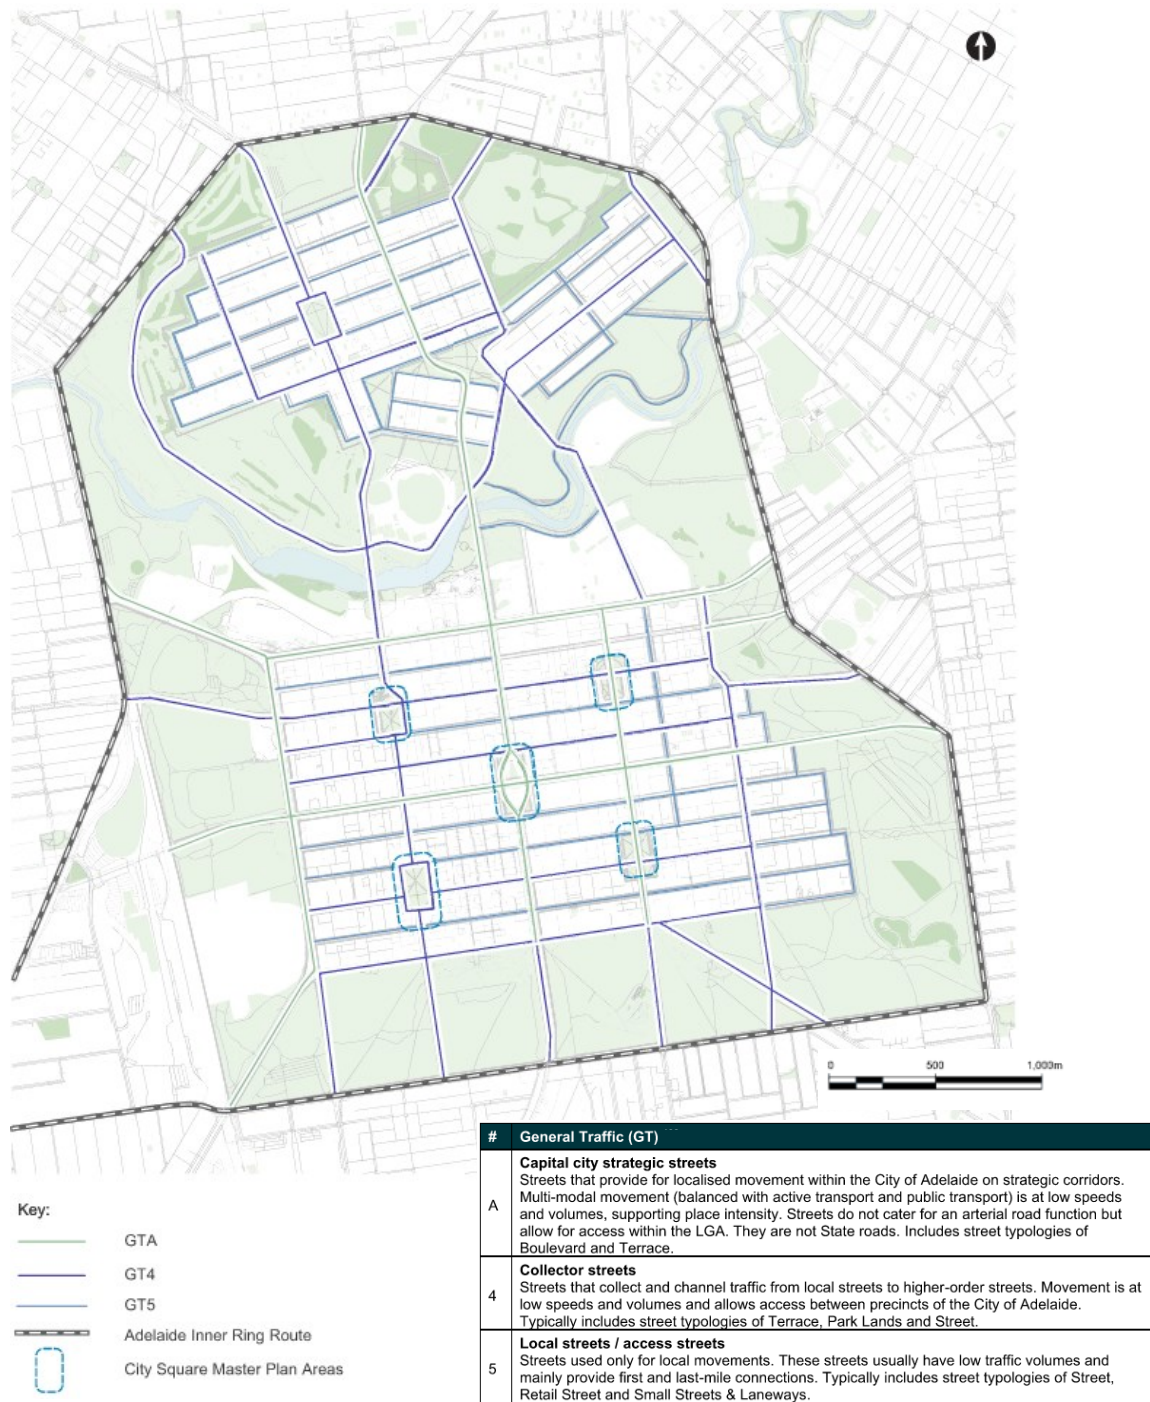 0 500 1,000m
# General Traffic (GT)
A
Capital city strategic streets
Streets that provide for localised movement within the City of Adelaide on strategic corridors.
Multi-modal movement (balanced with active transport and public transport) is at low speeds
and volumes, supporting place intensity. Streets do not cater for an arterial road function but
allow for access within the LGA. They are not State roads. Includes street typologies of
Boulevard and Terrace.
4
Collector streets
Streets that collect and channel traffic from local streets to higher-order streets. Movement is at
low speeds and volumes and allows access between precincts of the City of Adelaide.
Typically includes street typologies of Terrace, Park Lands and Street.
5
Local streets / access streets
Streets used only for local movements. These streets usually have low traffic volumes and
mainly provide first and last-mile connections. Typically includes street typologies of Street,
Retail Street and Small Streets & Laneways.
Key:
GTA
GT4
GT5
Adelaide Inner Ring Route
City Square Master Plan Areas